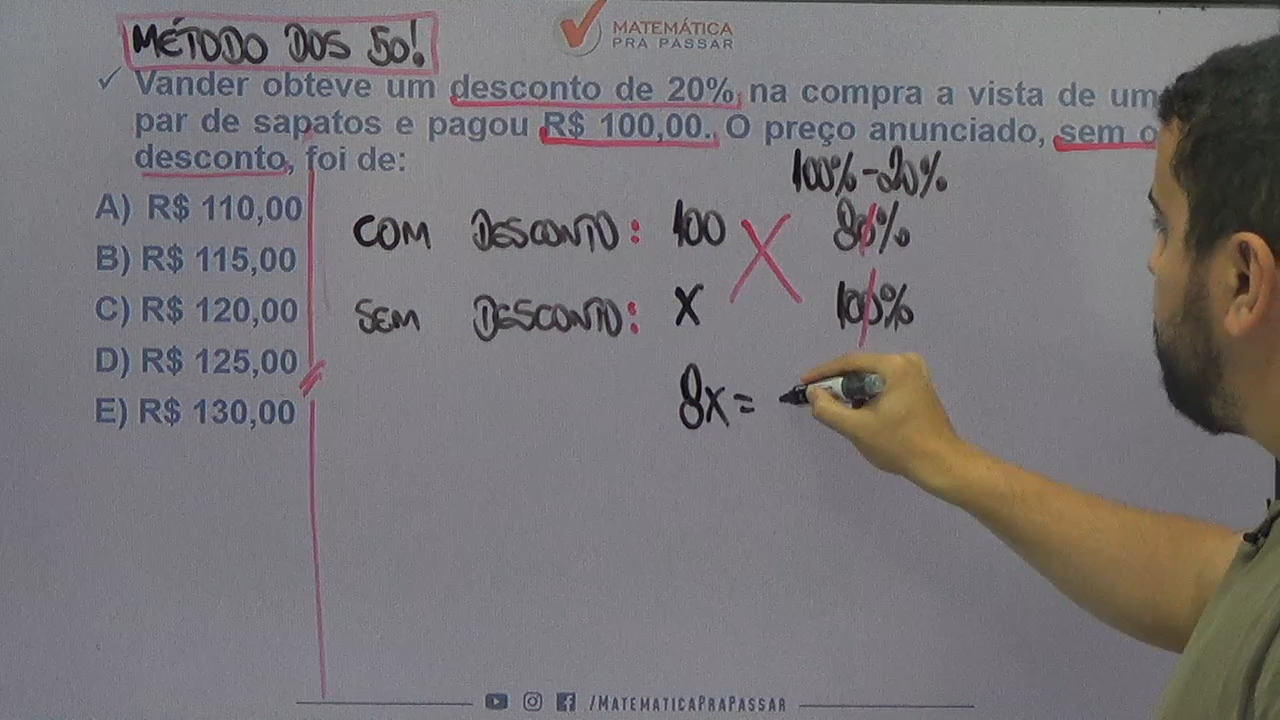 MÉTODO DOS 50!
MATEMÁTICA
PRA PASSAR
✓ Vander obteve um desconto de 20%, na compra a vista de um
par de sapatos e pagou R$ 100,00. O preço anunciado, sem o
desconto, foi de:
100%-20%
A) R$ 110,00
COM DESCONTO: 100 80%
B) R$ 115,00
C) R$ 120,00
SEM DESCONTO: X 100%
D) R$ 125,00
8X=
E) R$ 130,00
/MATEMATICAPRAPASSAR